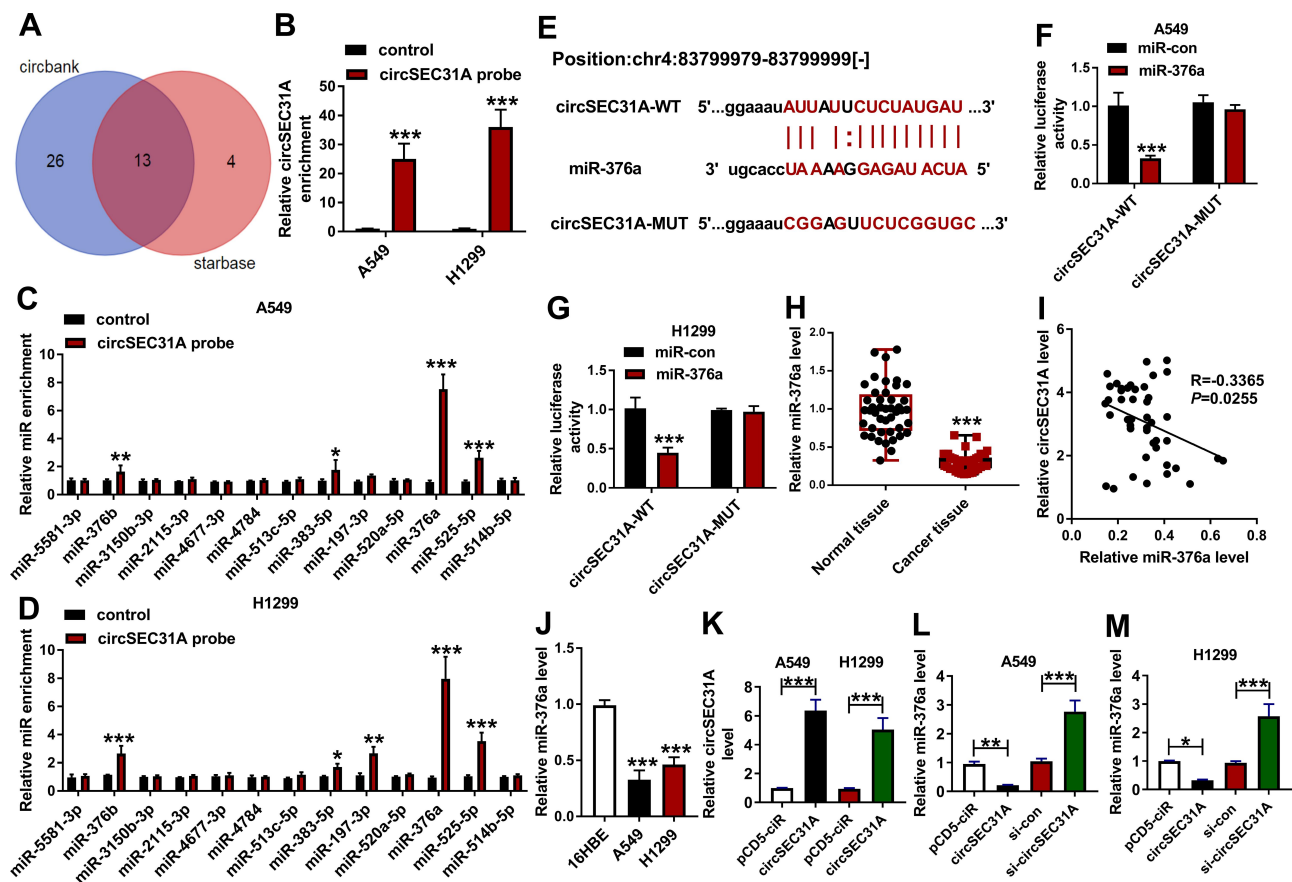 A
circbank
26
13
4
starbase
B
control
circSEC31A probe
Relative circSEC31A
enrichment
50
40
30
20
10
0
***
***
A549
H1299
E
Position:chr4:83799979-83799999[-]
circSEC31A-WT 5'...ggaaauAUUAUUCUCUAUGAU ...3'
miR-376a 3' ugcaccUAAAAGGAGAUACUA 5'
circSEC31A-MUT 5'...ggaaauCGGAGUUCUCGGUGC ...3'
F
A549
miR-con
miR-376a
Relative luciferase
activity
1.5
1.0
0.5
0.0
***
circSEC31A-WT
circSEC31A-MUT
C
A549
control
circSEC31A probe
Relative miR enrichment
10
8
6
4
2
0
**
*
***
***
miR-5581-3p
miR-376b
miR-3150b-3p
miR-2115-3p
miR-4677-3p
miR-4784
miR-513c-5p
miR-383-5p
miR-197-3p
miR-520a-5p
miR-376a
miR-525-5p
miR-514b-5p
G
H1299
miR-con
miR-376a
Relative luciferase
activity
1.5
1.0
0.5
0.0
***
circSEC31A-WT
circSEC31A-MUT
H
Relative miR-376a level
2.0
1.5
1.0
0.5
0.0
***
Normal tissue
Cancer tissue
I
Relative circSEC31A level
6
4
2
0
R=-0.3365
P=0.0255
0.0 0.2 0.4 0.6 0.8
Relative miR-376a level
D
H1299
control
circSEC31A probe
Relative miR enrichment
10
8
6
4
2
0
***
*
**
***
***
miR-5581-3p
miR-376b
miR-3150b-3p
miR-2115-3p
miR-4677-3p
miR-4784
miR-513c-5p
miR-383-5p
miR-197-3p
miR-520a-5p
miR-376a
miR-525-5p
miR-514b-5p
J
Relative miR-376a level
1.5
1.0
0.5
0.0
***
***
16HBE
A549
H1299
K
A549
H1299
Relative circSEC31A
level
8
6
4
2
0
***
***
pCD5-ciR
circSEC31A
pCD5-ciR
circSEC31A
L
A549
Relative miR-376a level
4
3
2
1
0
**
***
pCD5-ciR
circSEC31A
si-con
si-circSEC31A
M
H1299
Relative miR-376a level
4
3
2
1
0
*
***
pCD5-ciR
circSEC31A
si-con
si-circSEC31A